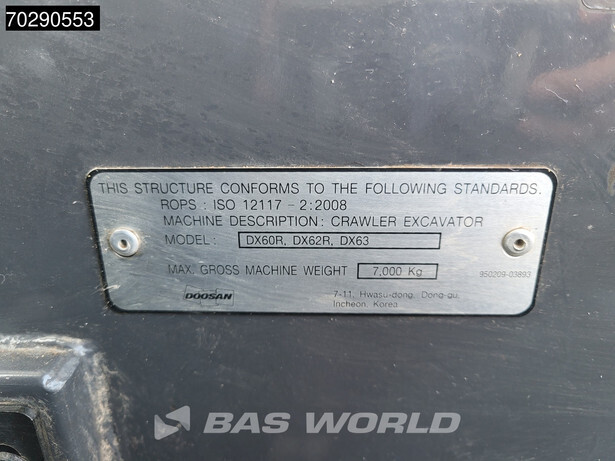 70290553
THIS STRUCTURE CONFORMS TO THE FOLLOWING STANDARDS.
ROPS : ISO 12117 - 2:2008
MACHINE DESCRIPTION : CRAWLER EXCAVATOR
MODEL : DX60R, DX62R, DX63
MAX. GROSS MACHINE WEIGHT 7,000 Kg
950209-03893
DOOSAN
7-11, Hwasu-dong, Dong-gu,
Incheon, Korea
BAS WORLD